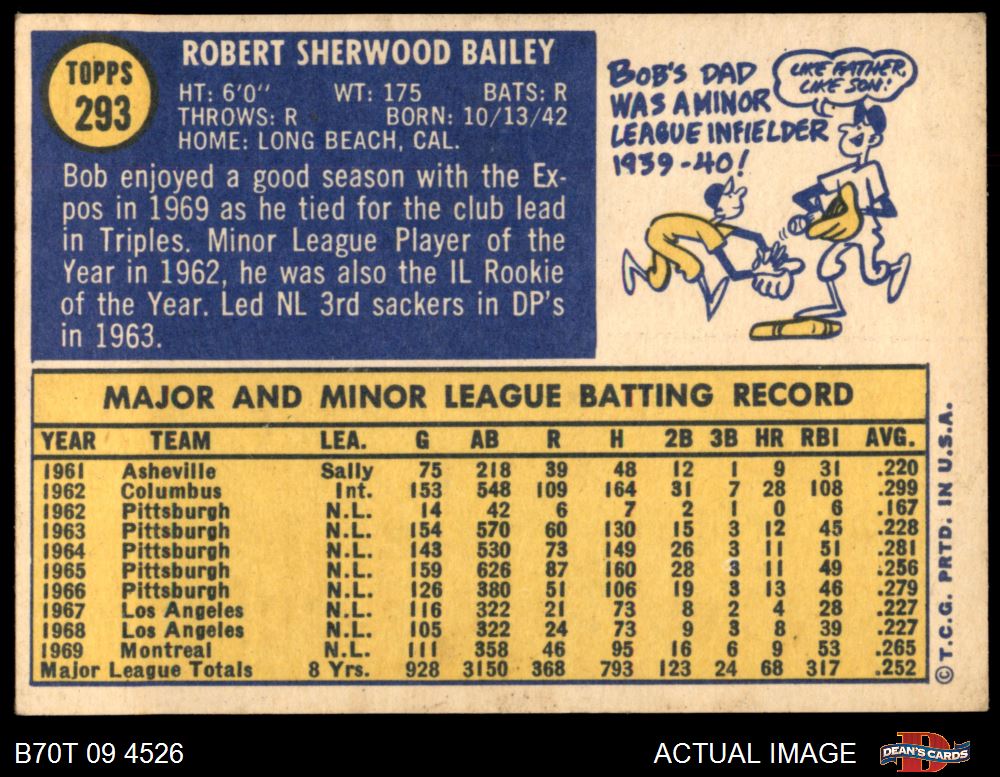 TOPPS
293
ROBERT SHERWOOD BAILEY
HT: 6'0" WT: 175 BATS: R
THROWS: R BORN: 10/13/42
HOME: LONG BEACH, CAL.
Bob enjoyed a good season with the Ex-
pos in 1969 as he tied for the club lead
in Triples. Minor League Player of the
Year in 1962, he was also the IL Rookie
of the Year. Led NL 3rd sackers in DP's
in 1963.
BOB'S DAD
WAS A MINOR
LEAGUE INFIELDER
1939-40!
LIKE FATHER,
LIKE SON!
MAJOR AND MINOR LEAGUE BATTING RECORD
YEAR TEAM LEA. G AB R H 2B 3B HR RBI AVG.
1961 Asheville Sally 75 218 39 48 12 1 9 31 .220
1962 Columbus Int. 153 548 109 164 31 7 28 108 .299
1962 Pittsburgh N.L. 14 42 6 7 2 1 0 6 .167
1963 Pittsburgh N.L. 154 570 60 130 15 3 12 45 .228
1964 Pittsburgh N.L. 143 530 73 149 26 3 11 51 .281
1965 Pittsburgh N.L. 159 626 87 160 28 3 11 49 .256
1966 Pittsburgh N.L. 126 380 51 106 19 3 13 46 .279
1967 Los Angeles N.L. 116 322 21 73 8 2 4 28 .227
1968 Los Angeles N.L. 105 322 24 73 9 3 8 39 .227
1969 Montreal N.L. 111 358 46 95 16 6 9 53 .265
Major League Totals 8 Yrs. 928 3150 368 793 123 24 68 317 .252
© T.C.G. PRTD. IN U.S.A.
B70T 09 4526
ACTUAL IMAGE
D
DEAN'S CARDS